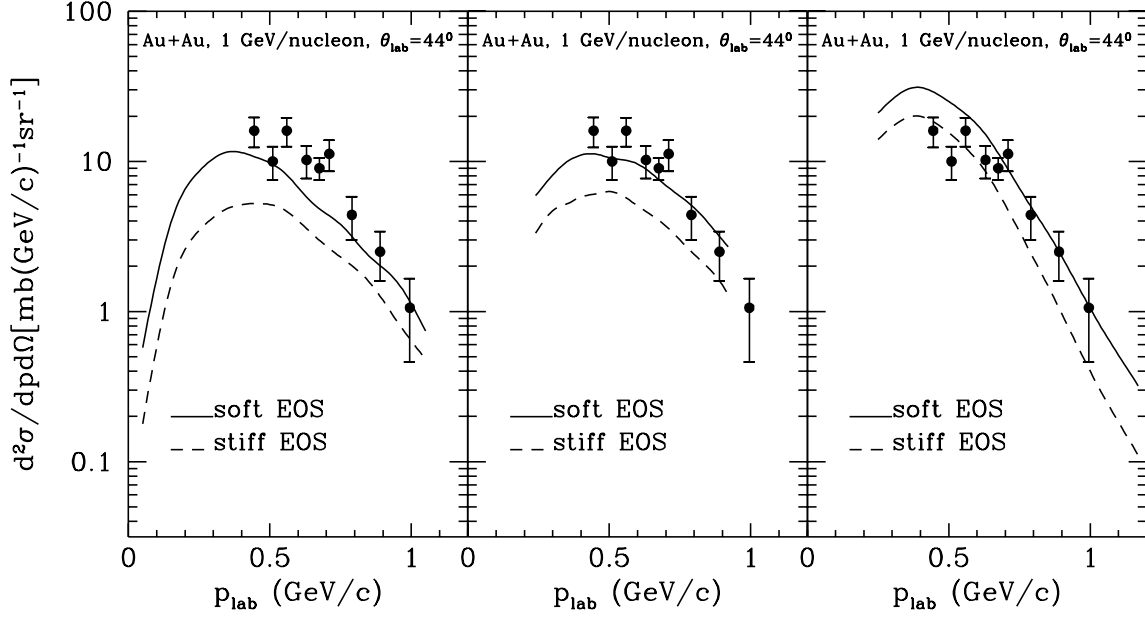 100
10
1
0.1
d²σ/dpdΩ[mb(GeV/c)⁻¹sr⁻¹
Au+Au, 1 GeV/nucleon, θlab=44⁰
soft EOS
stiff EOS
0 0.5 1
plab (GeV/c)
Au+Au, 1 GeV/nucleon, θlab=44⁰
soft EOS
stiff EOS
0 0.5 1
plab (GeV/c)
Au+Au, 1 GeV/nucleon, θlab=44⁰
soft EOS
stiff EOS
0 0.5 1
plab (GeV/c)